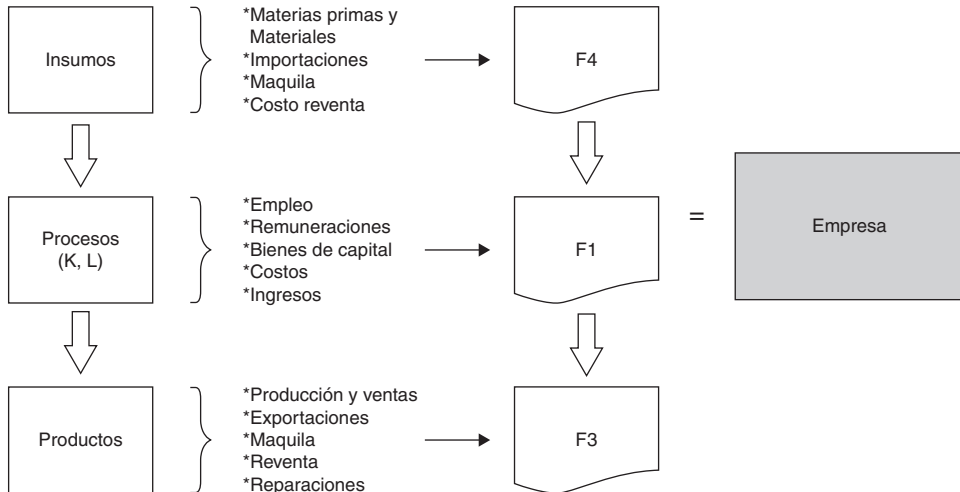 Insumos
*Materias primas y
Materiales
*Importaciones
*Maquila
*Costo reventa
F4
Procesos
(K, L)
*Empleo
*Remuneraciones
*Bienes de capital
*Costos
*Ingresos
F1
=
Empresa
Productos
*Producción y ventas
*Exportaciones
*Maquila
*Reventa
*Reparaciones
F3